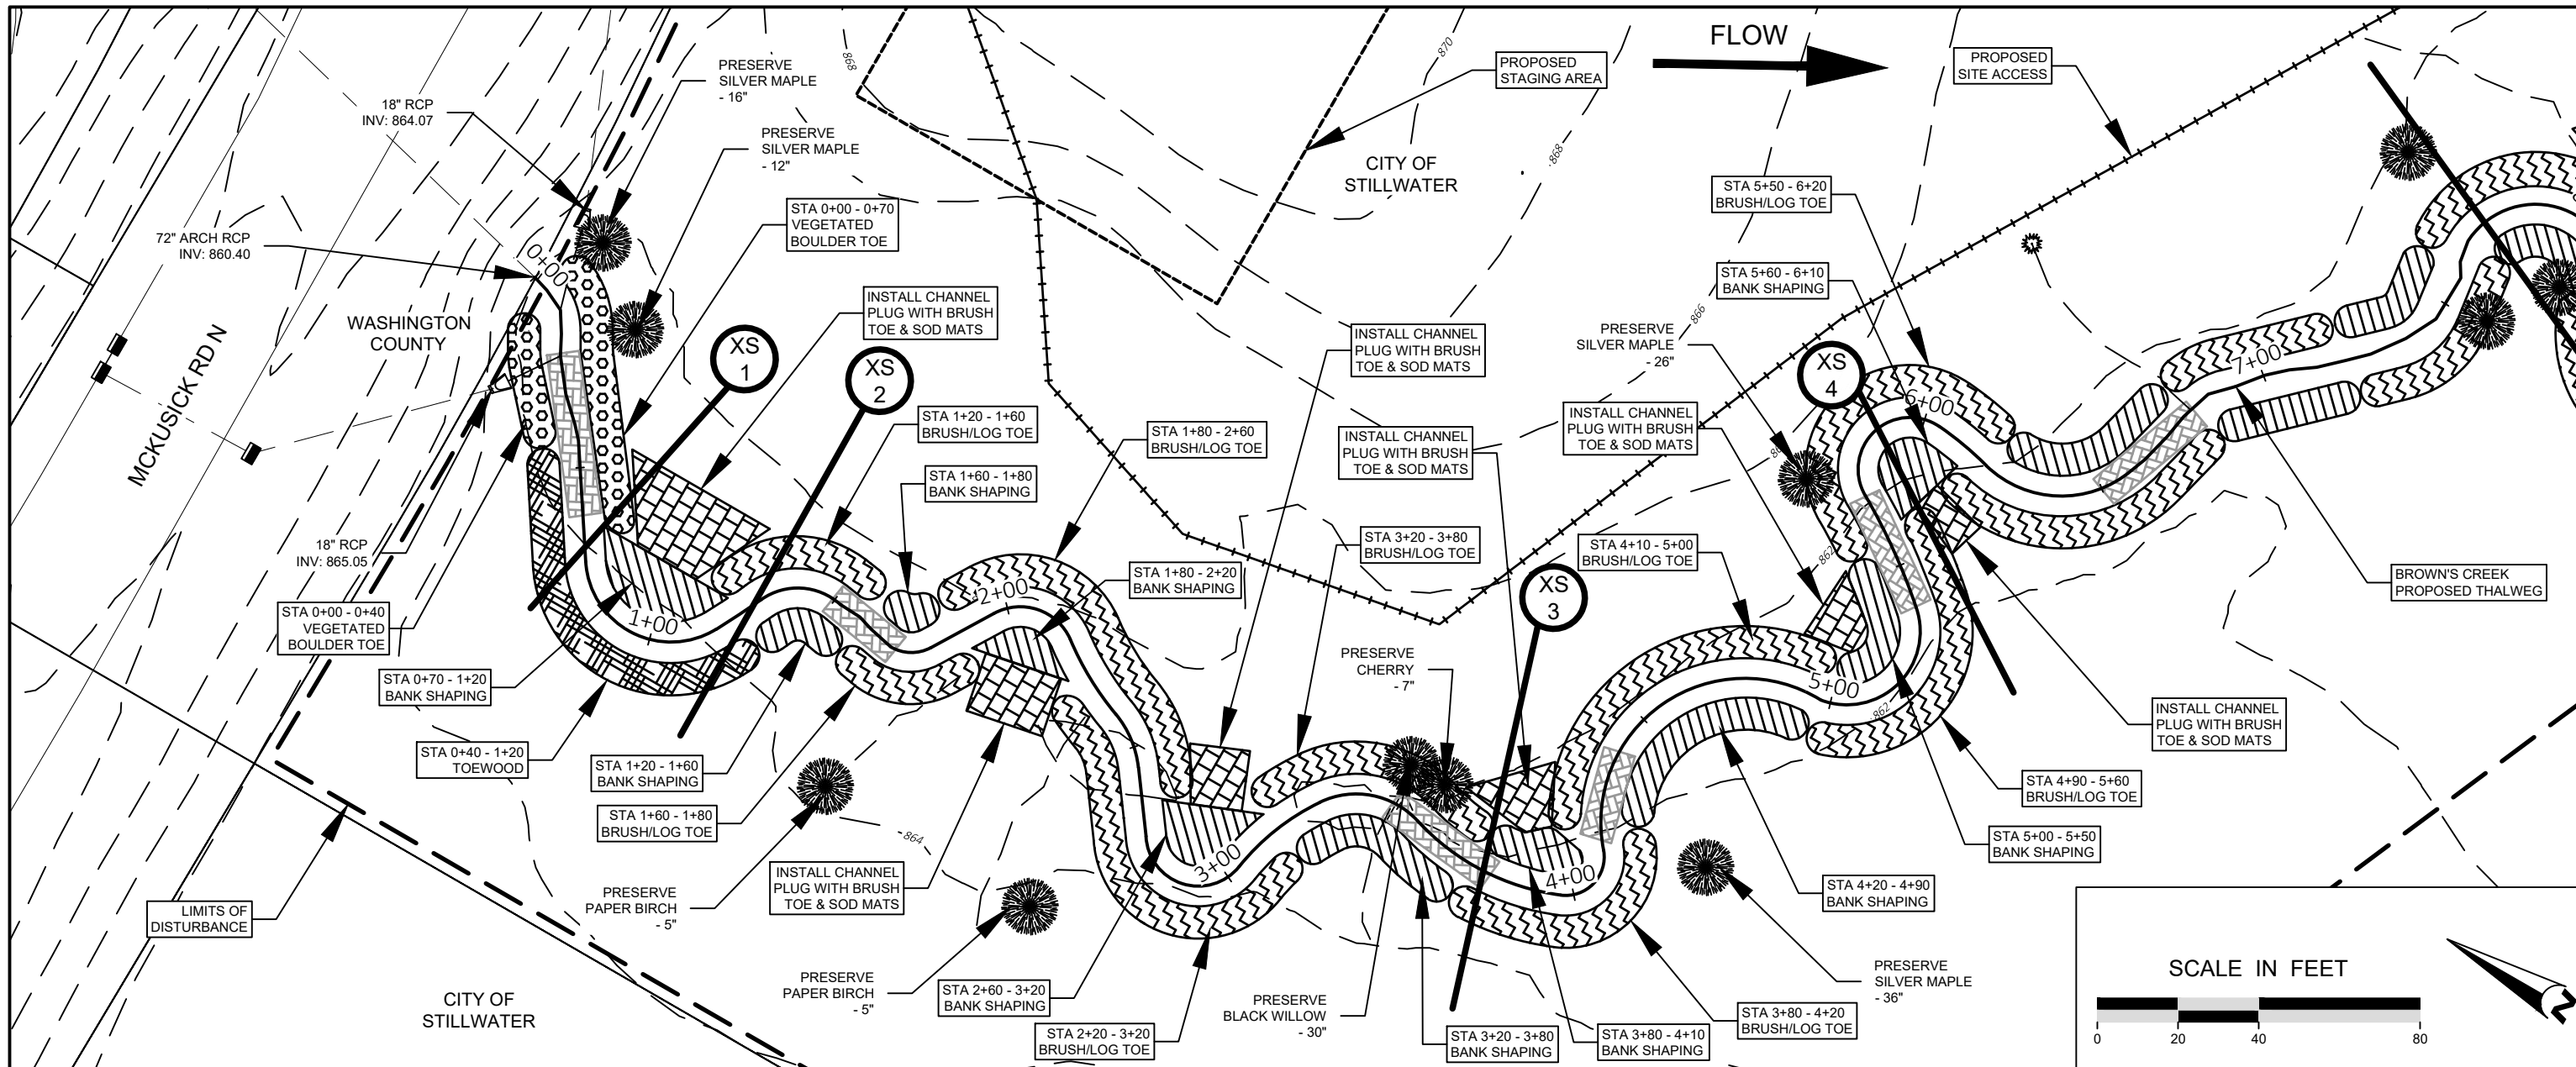 FLOW
868
870
PROPOSED
STAGING AREA
PROPOSED
SITE ACCESS
PRESERVE
SILVER MAPLE
- 16"
18" RCP
INV: 864.07
PRESERVE
SILVER MAPLE
- 12"
CITY OF
STILLWATER
868
STA 5+50 - 6+20
BRUSH/LOG TOE
STA 0+00 - 0+70
VEGETATED
BOULDER TOE
72" ARCH RCP
INV: 860.40
0+00
STA 5+60 - 6+10
BANK SHAPING
INSTALL CHANNEL
PLUG WITH BRUSH
TOE & SOD MATS
WASHINGTON
COUNTY
MCKUSICK RD N
866
PRESERVE
SILVER MAPLE
- 26"
INSTALL CHANNEL
PLUG WITH BRUSH
TOE & SOD MATS
XS
1
XS
2
XS
4
7+00
6+00
STA 1+20 - 1+60
BRUSH/LOG TOE
STA 1+80 - 2+60
BRUSH/LOG TOE
INSTALL CHANNEL
PLUG WITH BRUSH
TOE & SOD MATS
INSTALL CHANNEL
PLUG WITH BRUSH
TOE & SOD MATS
STA 1+60 - 1+80
BANK SHAPING
18" RCP
INV: 865.05
STA 3+20 - 3+80
BRUSH/LOG TOE
STA 4+10 - 5+00
BRUSH/LOG TOE
862
STA 1+80 - 2+20
BANK SHAPING
2+00
XS
3
BROWN'S CREEK
PROPOSED THALWEG
STA 0+00 - 0+40
VEGETATED
BOULDER TOE
1+00
PRESERVE
CHERRY
- 7"
STA 0+70 - 1+20
BANK SHAPING
5+00
862
INSTALL CHANNEL
PLUG WITH BRUSH
TOE & SOD MATS
STA 0+40 - 1+20
TOEWOOD
STA 1+20 - 1+60
BANK SHAPING
STA 4+90 - 5+60
BRUSH/LOG TOE
STA 1+60 - 1+80
BRUSH/LOG TOE
864
STA 5+00 - 5+50
BANK SHAPING
3+00
4+00
INSTALL CHANNEL
PLUG WITH BRUSH
TOE & SOD MATS
PRESERVE
PAPER BIRCH
- 5"
STA 4+20 - 4+90
BANK SHAPING
LIMITS OF
DISTURBANCE
PRESERVE
SILVER MAPLE
- 36"
PRESERVE
PAPER BIRCH
- 5"
STA 2+60 - 3+20
BANK SHAPING
CITY OF
STILLWATER
PRESERVE
BLACK WILLOW
- 30"
STA 3+80 - 4+20
BRUSH/LOG TOE
STA 2+20 - 3+20
BRUSH/LOG TOE
STA 3+20 - 3+80
BANK SHAPING
STA 3+80 - 4+10
BANK SHAPING
SCALE IN FEET
0 20 40 80